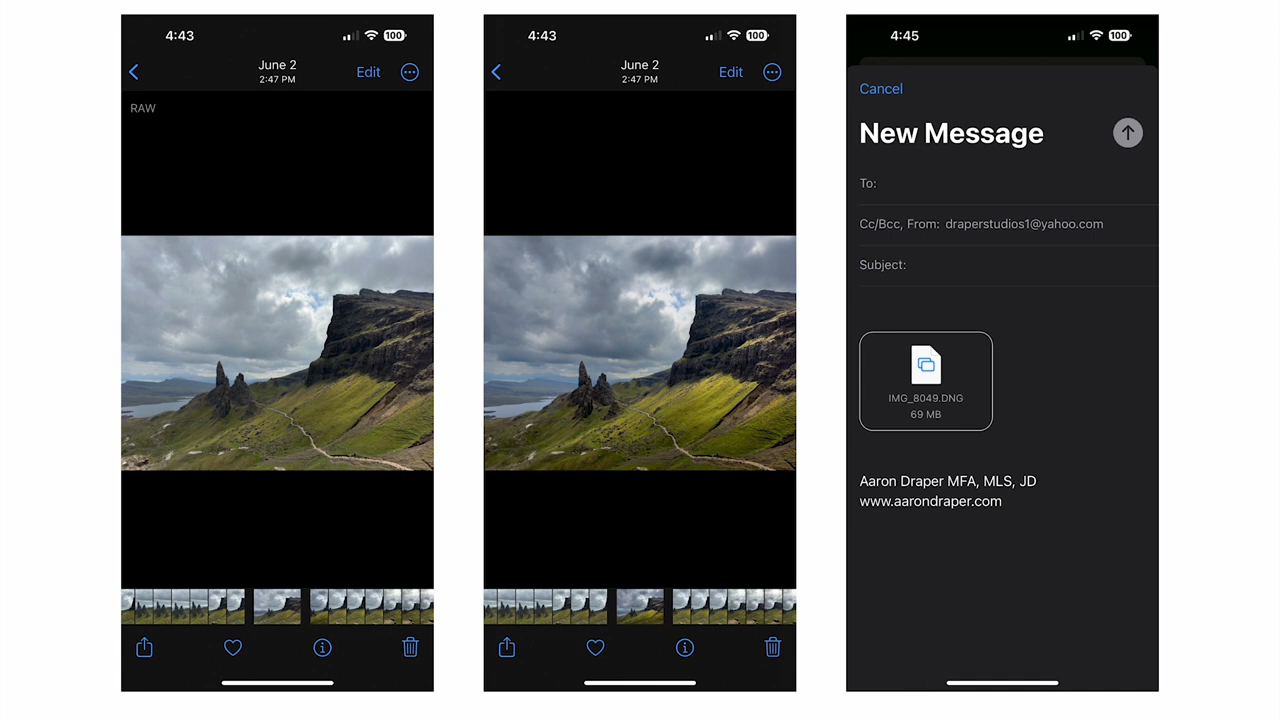 4:43
100
June 2
2:47 PM
Edit
RAW
4:43
100
June 2
2:47 PM
Edit
4:45
100
Cancel
New Message
To:
Cc/Bcc, From: draperstudios1@yahoo.com
Subject:
IMG_8049.DNG
69 MB
Aaron Draper MFA, MLS, JD
www.aarondraper.com